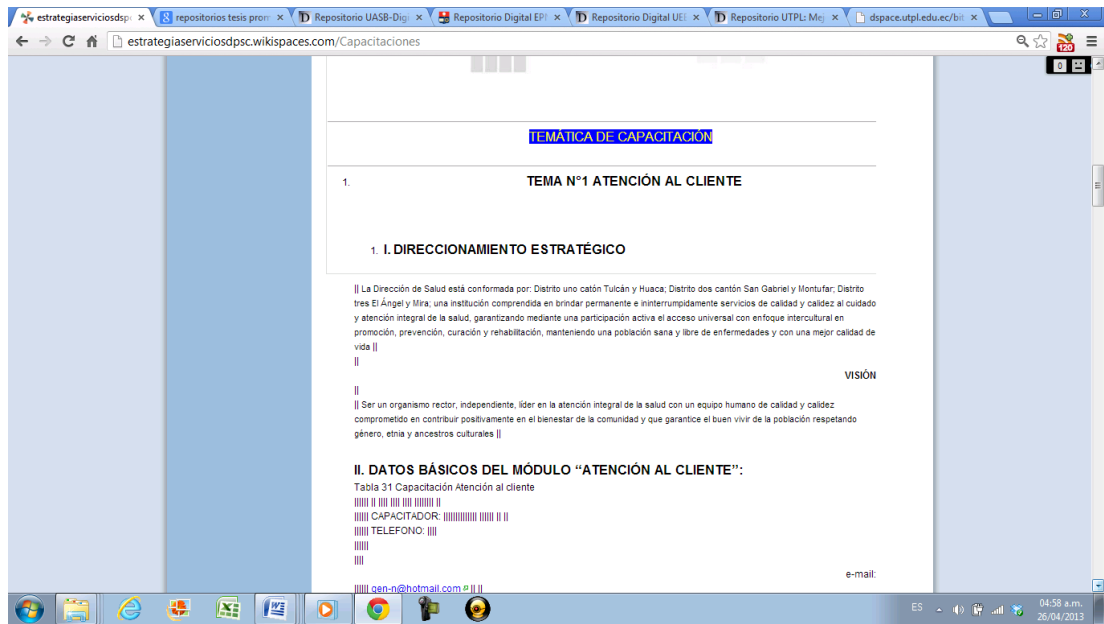 estrategiaserviciosdpsc
repositorios tesis prom
Repositorio UASB-Digi
Repositorio Digital EPN
Repositorio Digital UEE
Repositorio UTPL: Mej
dspace.utpl.edu.ec/bit
estrategiaserviciosdpsc.wikispaces.com/Capacitaciones
120
0
TEMÁTICA DE CAPACITACIÓN
1. TEMA N°1 ATENCIÓN AL CLIENTE
1. I. DIRECCIONAMIENTO ESTRATÉGICO
|| La Dirección de Salud está conformada por: Distrito uno catón Tulcán y Huaca; Distrito dos cantón San Gabriel y Montufar; Distrito
tres El Ángel y Mira; una institución comprendida en brindar permanente e ininterrumpidamente servicios de calidad y calidez al cuidado
y atención integral de la salud, garantizando mediante una participación activa el acceso universal con enfoque intercultural en
promoción, prevención, curación y rehabilitación, manteniendo una población sana y libre de enfermedades y con una mejor calidad de
vida ||
||
VISIÓN
||
|| Ser un organismo rector, independiente, líder en la atención integral de la salud con un equipo humano de calidad y calidez
comprometido en contribuir positivamente en el bienestar de la comunidad y que garantice el buen vivir de la población respetando
género, etnia y ancestros culturales ||
II. DATOS BÁSICOS DEL MÓDULO “ATENCIÓN AL CLIENTE”:
Tabla 31 Capacitación Atención al cliente
|||||| || |||| |||| |||| |||||||| ||
|||||| CAPACITADOR: |||||||||||||| |||||| || ||
|||||| TELEFONO: ||||
||||||
||||
e-mail:
|||||| gen-n@hotmail.com || ||
ES
04:58 a.m.
26/04/2013